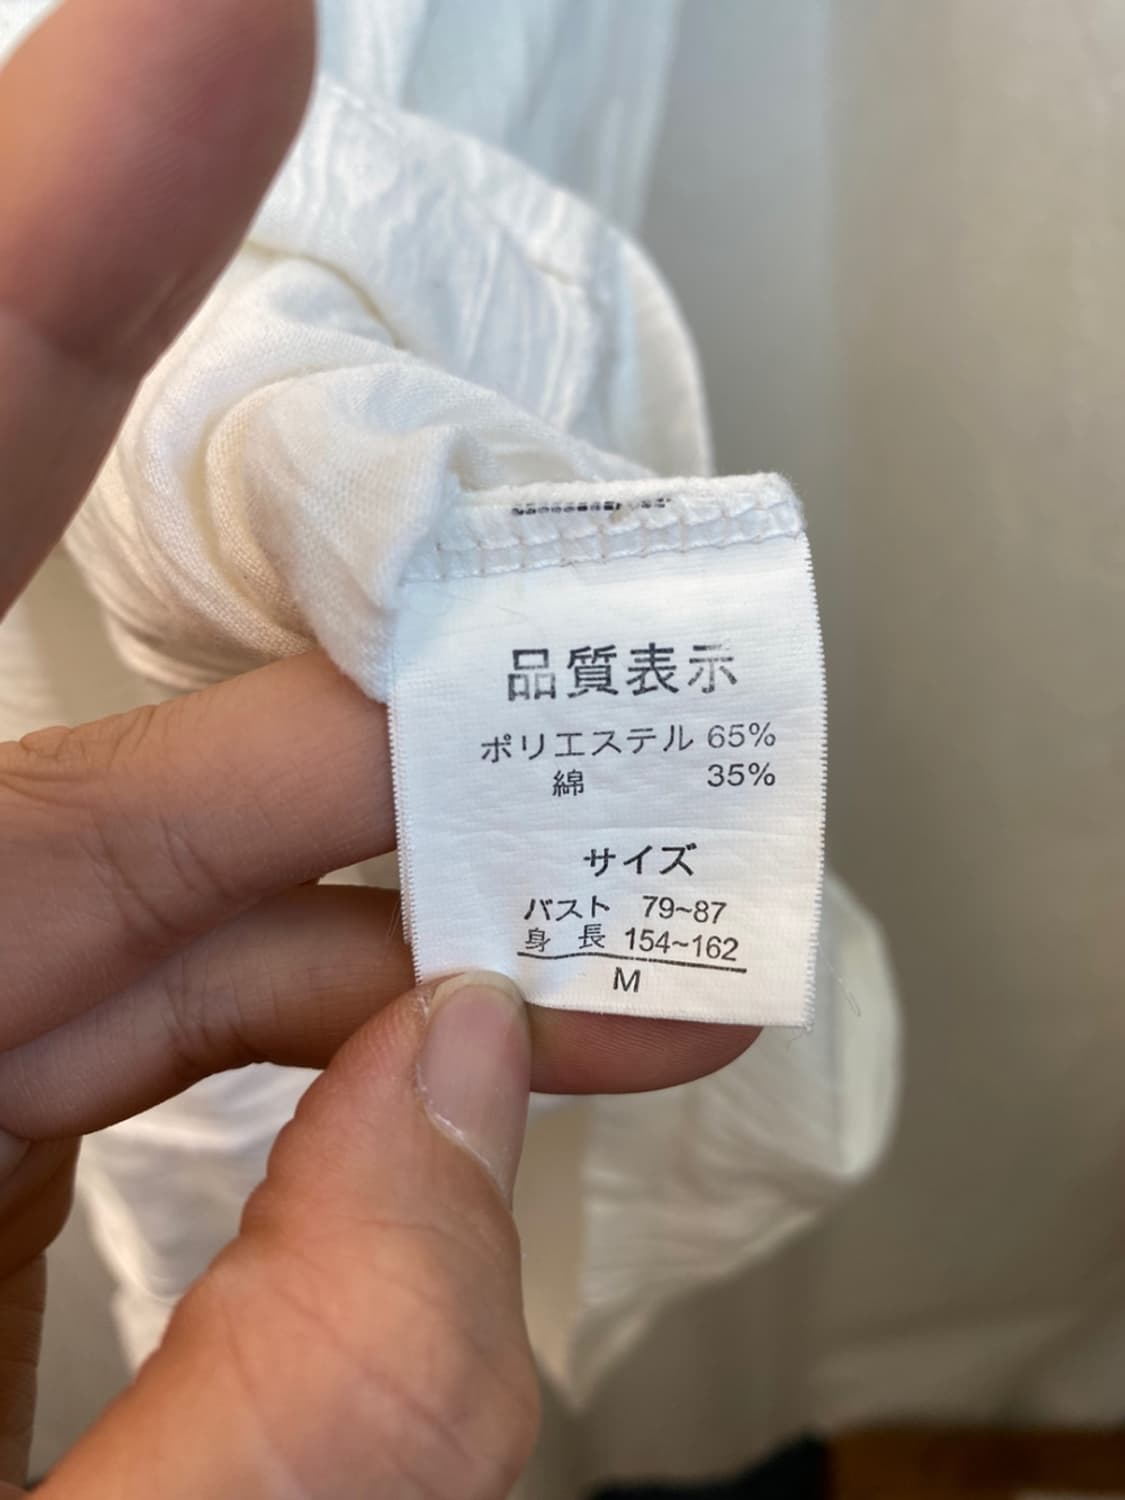 品質表示
ポリエステル 65%
綿 35%
サイズ
バスト 79~87
身 長 154~162
M